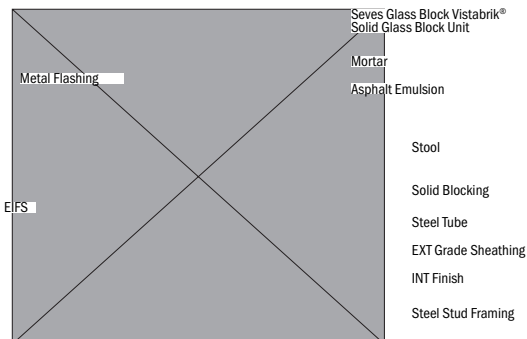 Seves Glass Block Vistabrik®
Solid Glass Block Unit
Mortar
Metal Flashing
Asphalt Emulsion
Stool
Solid Blocking
EIFS
Steel Tube
EXT Grade Sheathing
INT Finish
Steel Stud Framing